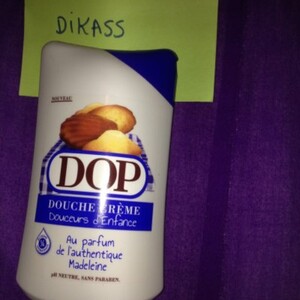 DiKASS
NOUVEAU
DOP
DOUCHE CRÈME
Douceurs d'Enfance
Au parfum
de l'authentique
Madeleine
pH NEUTRE, SANS PARABEN.